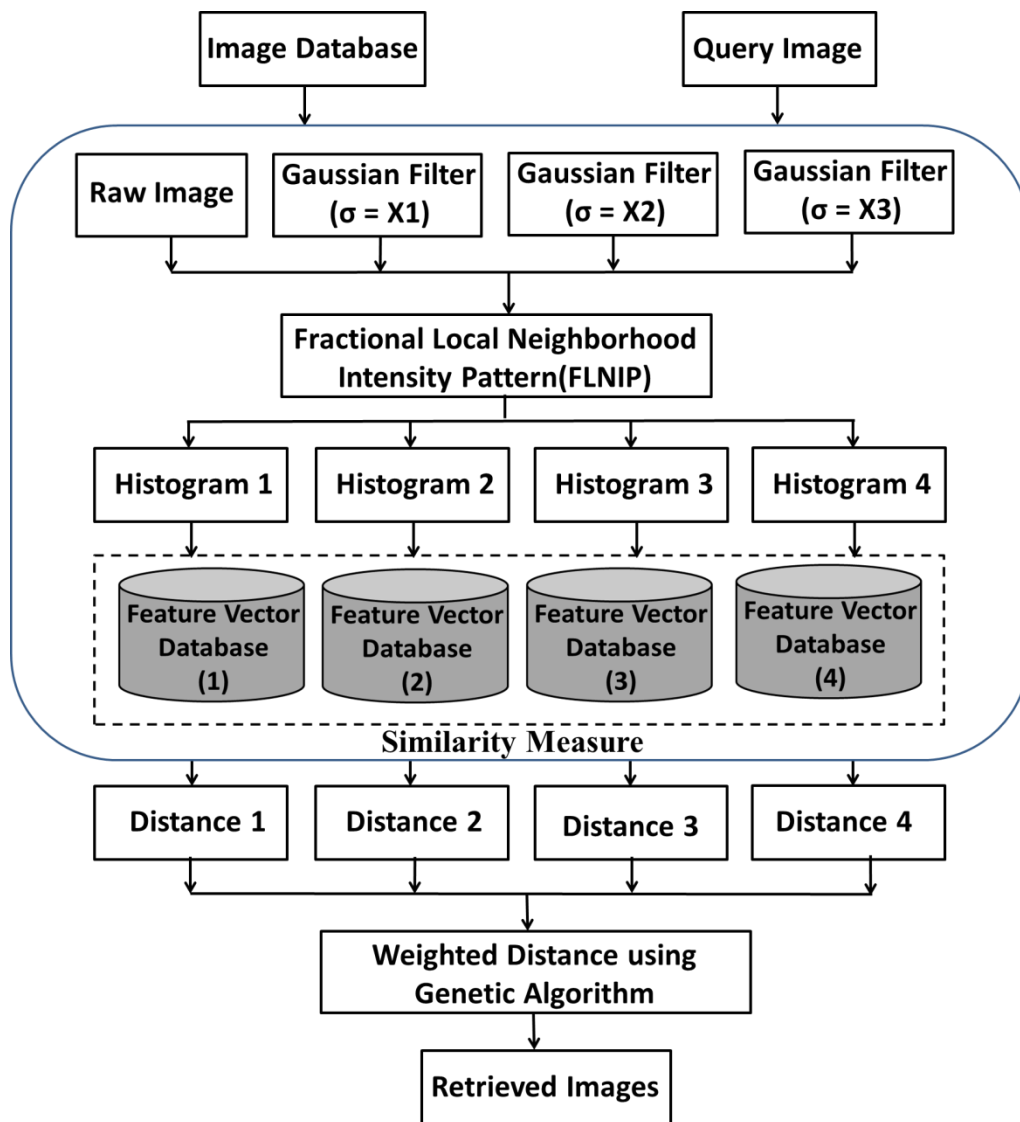 Image Database
Query Image
Raw Image
Gaussian Filter
(σ = X1)
Gaussian Filter
(σ = X2)
Gaussian Filter
(σ = X3)
Fractional Local Neighborhood
Intensity Pattern(FLNIP)
Histogram 1
Histogram 2
Histogram 3
Histogram 4
Feature Vector
Database
(1)
Feature Vector
Database
(2)
Feature Vector
Database
(3)
Feature Vector
Database
(4)
Similarity Measure
Distance 1
Distance 2
Distance 3
Distance 4
Weighted Distance using
Genetic Algorithm
Retrieved Images